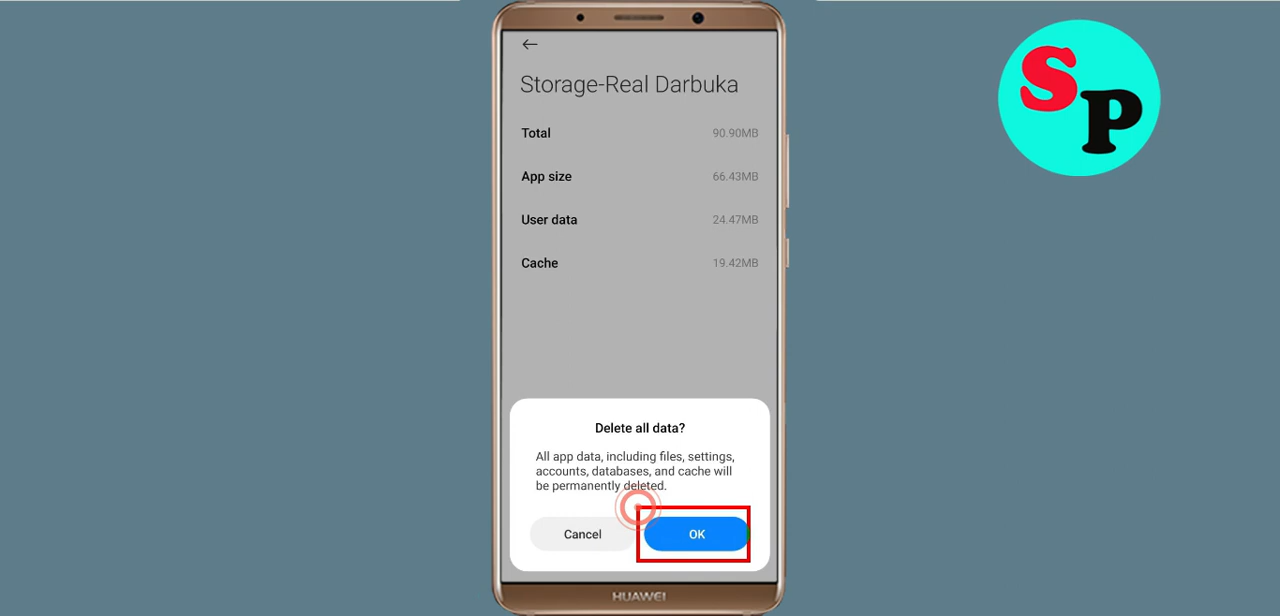 Storage-Real Darbuka
Total 90.90MB
App size 66.43MB
User data 24.47MB
Cache 19.42MB
Delete all data?
All app data, including files, settings,
accounts, databases, and cache will
be permanently deleted.
Cancel OK
HUAWEI
SP